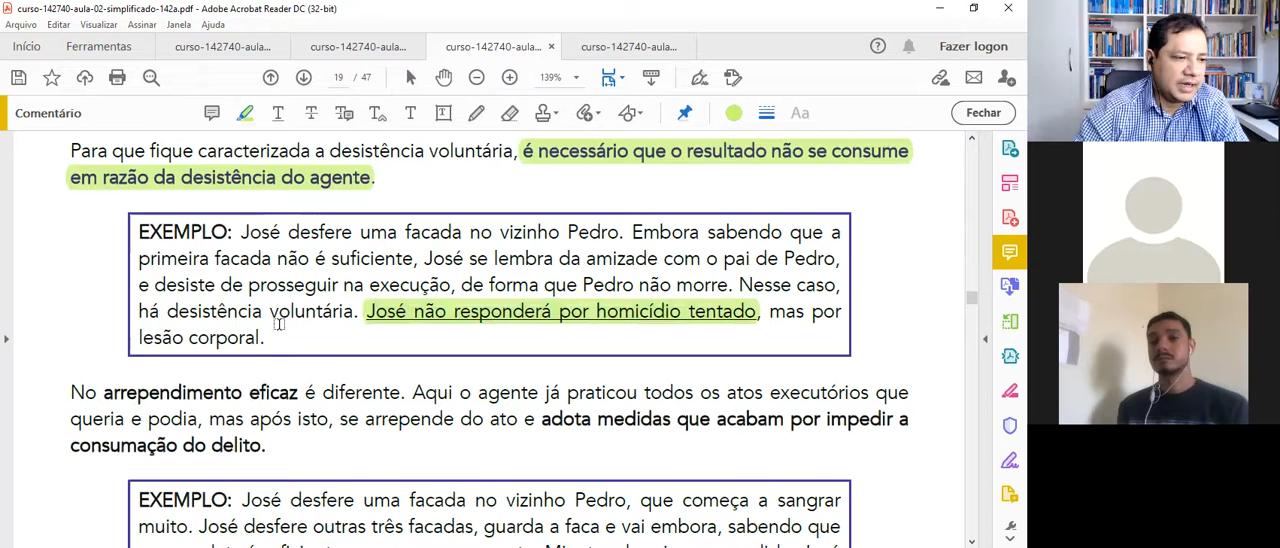 curso-142740-aula-02-simplificado-142a.pdf - Adobe Acrobat Reader DC (32-bit)
Arquivo Editar Visualizar Assinar Janela Ajuda
Início Ferramentas curso-142740-aula... curso-142740-aula... curso-142740-aula... × curso-142740-aula... Fazer logon
19 / 47 139%
Comentário Aa Fechar
Para que fique caracterizada a desistência voluntária, é necessário que o resultado não se consume
em razão da desistência do agente.
EXEMPLO: José desfere uma facada no vizinho Pedro. Embora sabendo que a
primeira facada não é suficiente, José se lembra da amizade com o pai de Pedro,
e desiste de prosseguir na execução, de forma que Pedro não morre. Nesse caso,
há desistência voluntária. José não responderá por homicídio tentado, mas por
lesão corporal.
No arrependimento eficaz é diferente. Aqui o agente já praticou todos os atos executórios que
queria e podia, mas após isto, se arrepende do ato e adota medidas que acabam por impedir a
consumação do delito.
EXEMPLO: José desfere uma facada no vizinho Pedro, que começa a sangrar
muito. José desfere outras três facadas, guarda a faca e vai embora, sabendo que